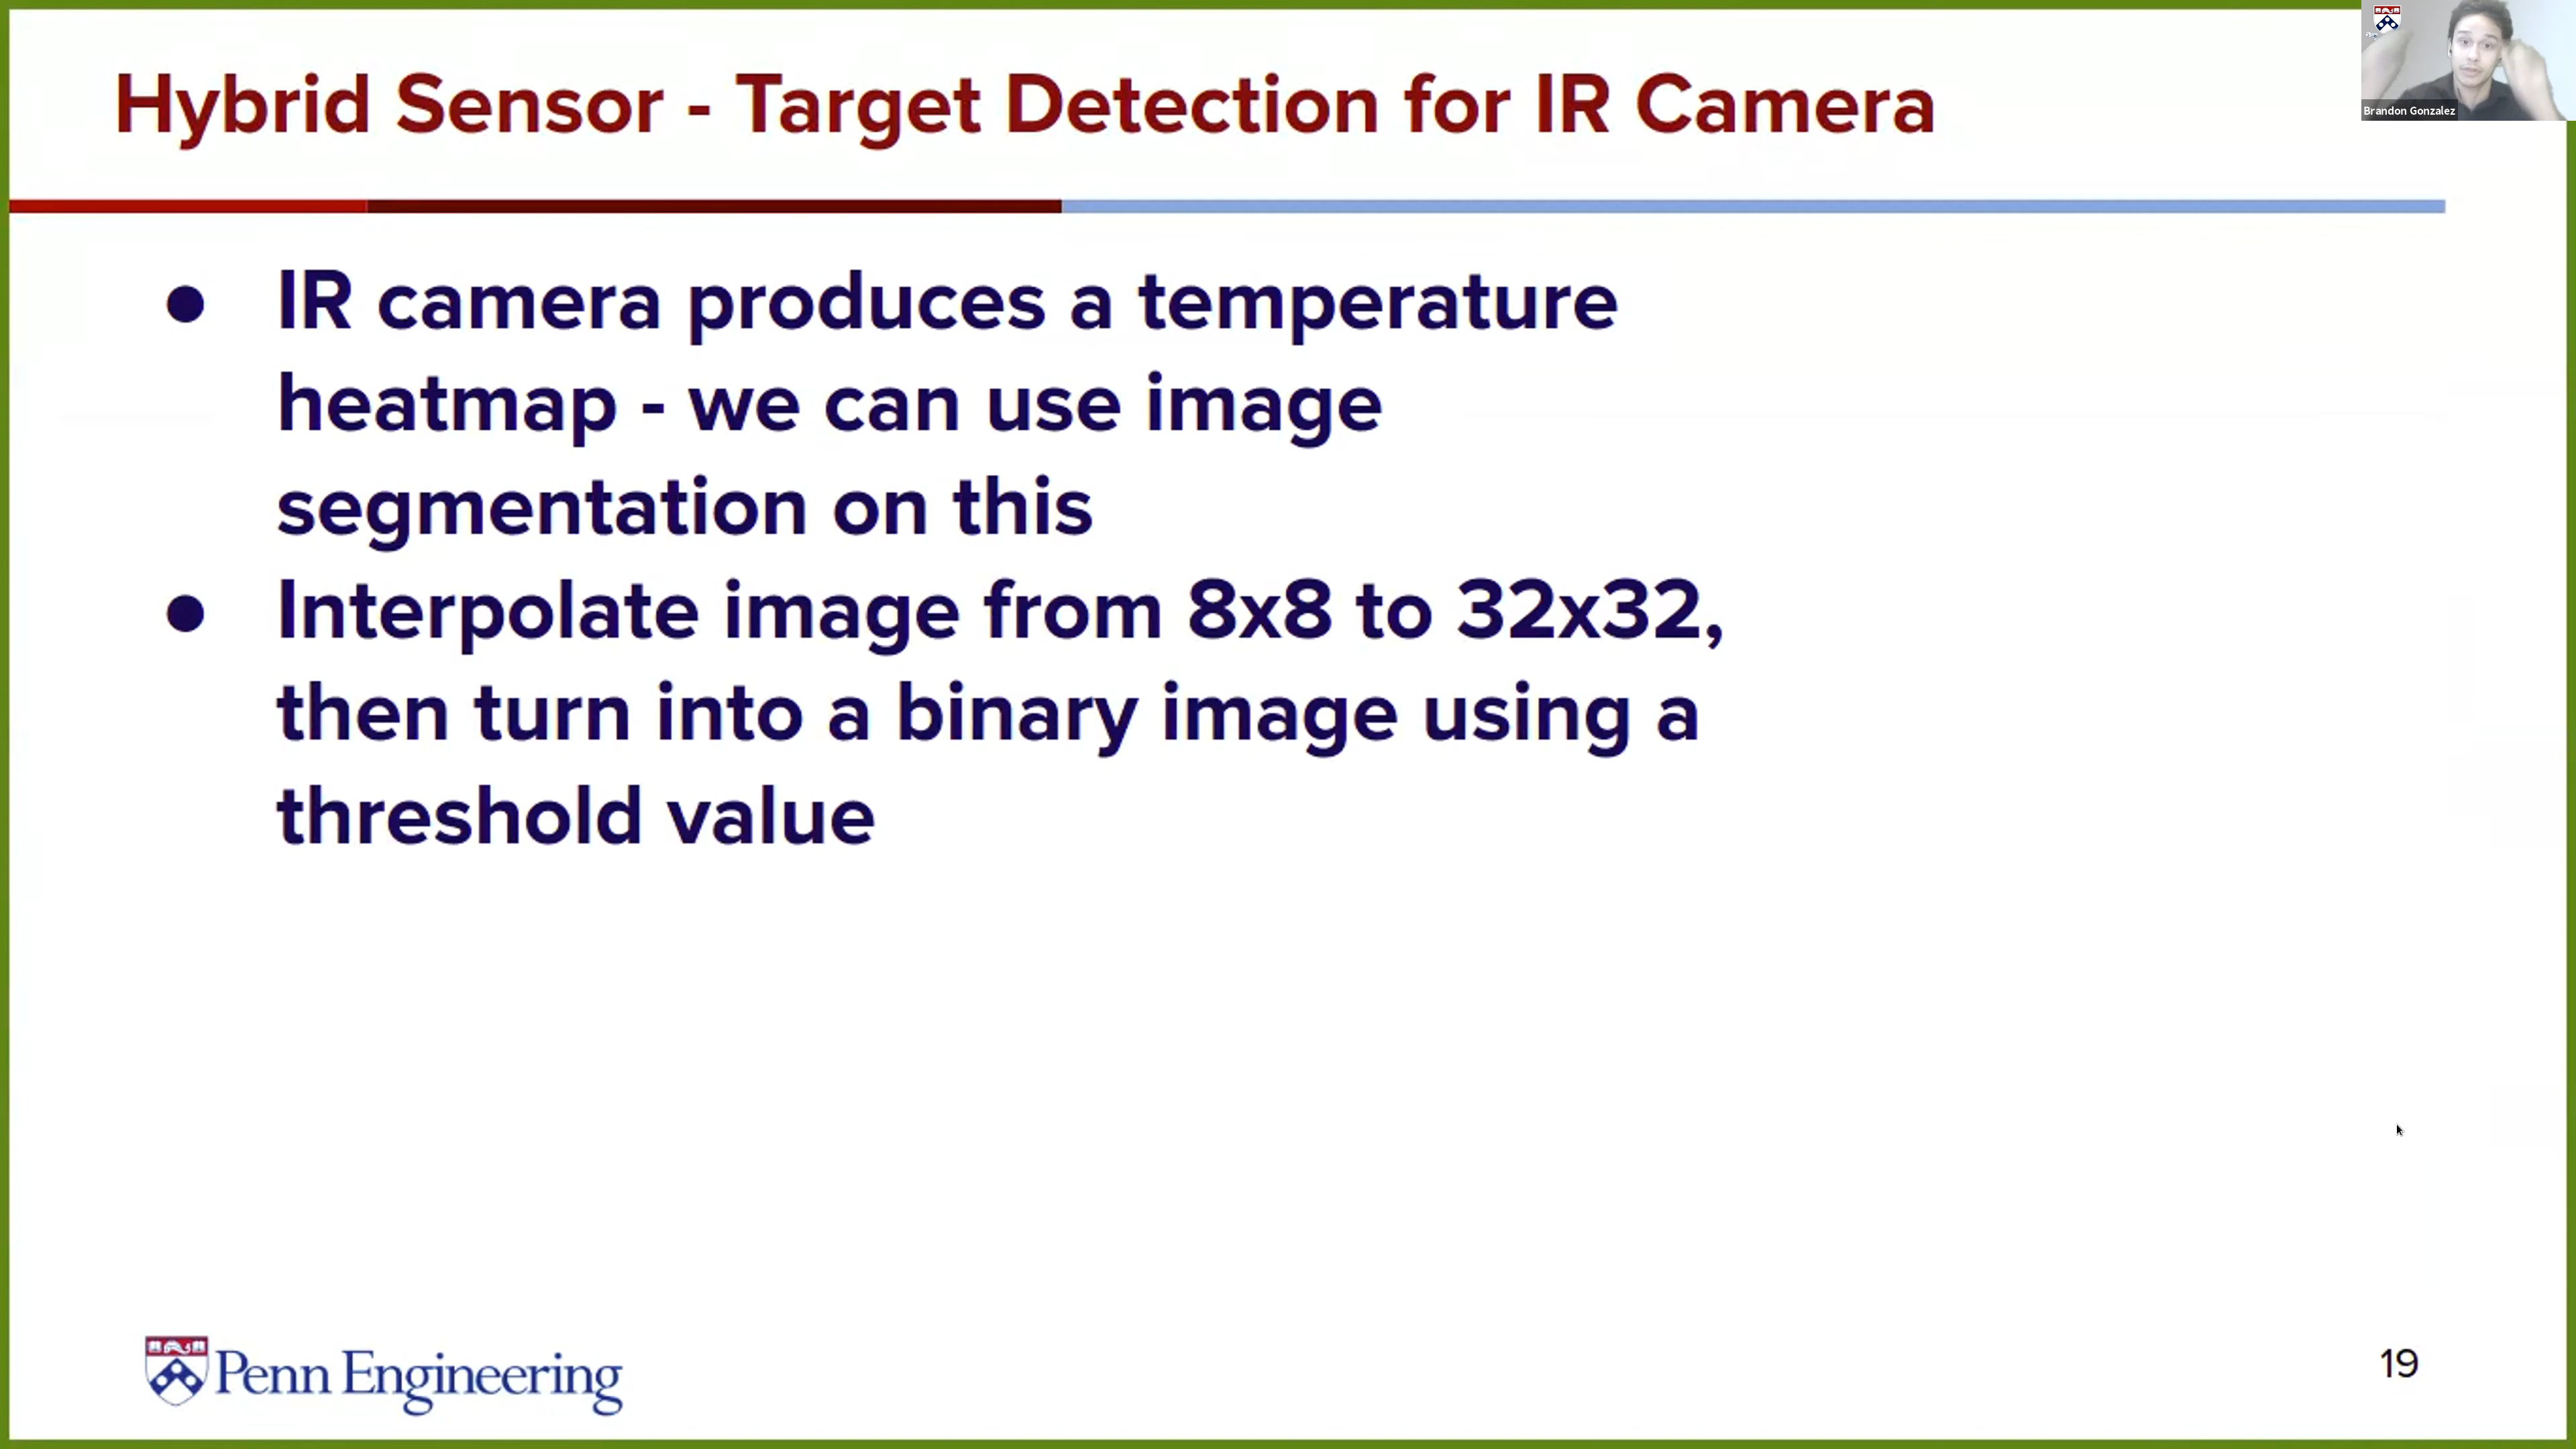 Hybrid Sensor - Target Detection for IR Camera
Brandon Gonzalez
● IR camera produces a temperature
heatmap - we can use image
segmentation on this
● Interpolate image from 8x8 to 32x32,
then turn into a binary image using a
threshold value
Penn Engineering
19